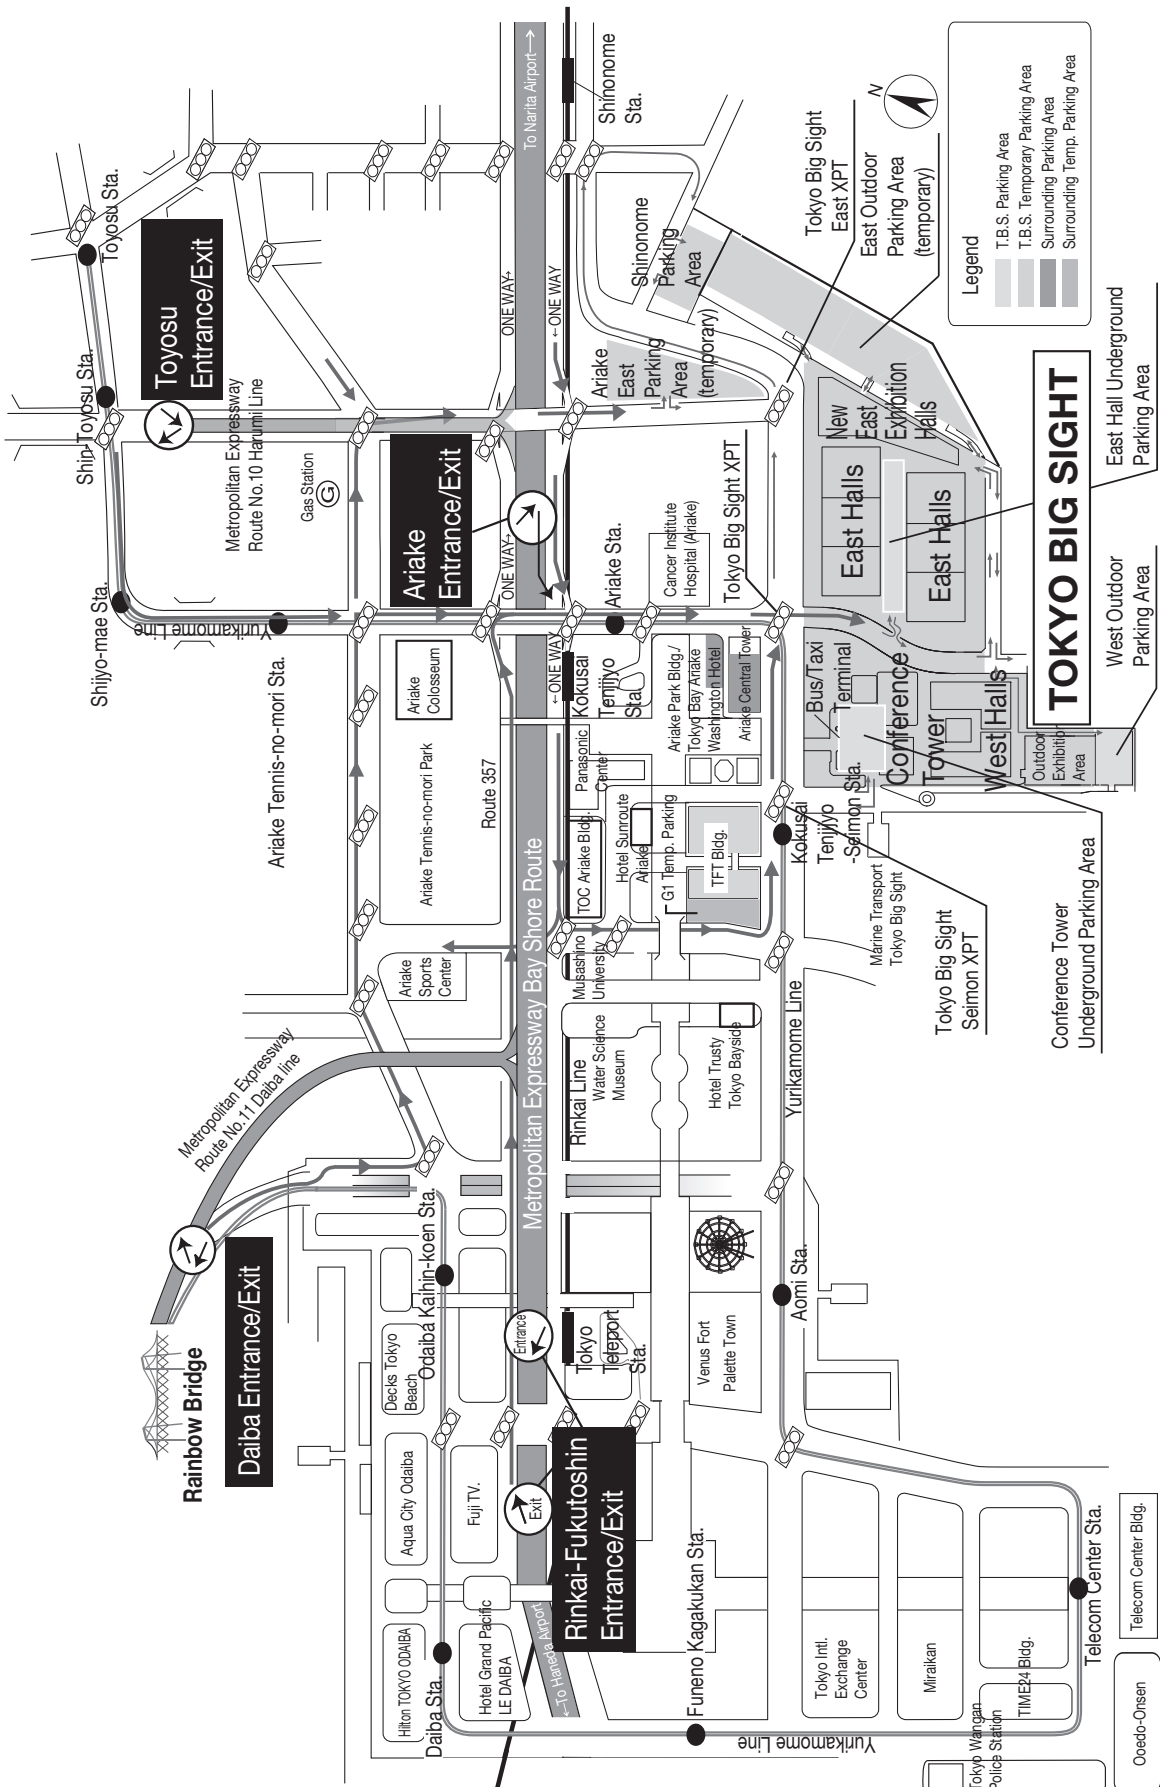 Toyosu Sta.
Shin-Toyosu Sta.
Toyosu
Entrance/Exit
Metropolitan Expressway
Route No.10 Harumi Line
Gas Station
G
Shijyo-mae Sta.
Yurikamome Line
Ariake Tennis-no-mori Sta.
To Narita Airport→
Shinonome
Sta.
ONE WAY→
←ONE WAY
Ariake
Entrance/Exit
ONE WAY→
←ONE WAY
Ariake
Colosseum
Ariake Tennis-no-mori Park
Route 357
Ariake
Sports
Center
Metropolitan Expressway
Route No.11 Daiba line
Rainbow Bridge
Daiba Entrance/Exit
Metropolitan Expressway Bay Shore Route
Odaiba Kaihin-koen Sta.
Decks Tokyo
Beach
Aqua City Odaiba
Fuji TV.
Hilton TOKYO ODAIBA
Hotel Grand Pacific
LE DAIBA
Daiba Sta.
←To Haneda Airport
Entrance
Exit
Rinkai-Fukutoshin
Entrance/Exit
Tokyo
Teleport
Sta.
Rinkai Line
Water Science
Museum
Musashino
University
TOC Ariake Bldg.
Panasonic
Center
Hotel Sunroute
Ariake
G1 Temp. Parking
TFT Bldg.
Kokusai
Tenjijyo
Sta.
Ariake Sta.
Ariake Park Bldg./
Tokyo Bay Ariake
Washington Hotel
Ariake Central Tower
Cancer Institute
Hospital (Ariake)
Tokyo Big Sight XPT
Ariake
East
Parking
Area
(temporary)
Shinonome
Parking
Area
Tokyo Big Sight
East XPT
East Outdoor
Parking Area
(temporary)
N
Legend
T.B.S. Parking Area
T.B.S. Temporary Parking Area
Surrounding Parking Area
Surrounding Temp. Parking Area
New
East
Exhibition
Halls
East Halls
East Halls
Bus/Taxi
Terminal
Conference
Tower
West Halls
Outdoor
Exhibition
Area
TOKYO BIG SIGHT
East Hall Underground
Parking Area
West Outdoor
Parking Area
Kokusai
Tenjijyo
-Seimon Sta.
Marine Transport
Tokyo Big Sight
Tokyo Big Sight
Seimon XPT
Conference Tower
Underground Parking Area
Yurikamome Line
Hotel Trusty
Tokyo Bayside
Aomi Sta.
Venus Fort
Palette Town
Funeno Kagakukan Sta.
Yurikamome Line
Tokyo Intl.
Exchange
Center
Miraikan
TIME24 Bldg.
Tokyo Wangan
Police Station
Telecom Center Sta.
Telecom Center Bldg.
Ooedo-Onsen